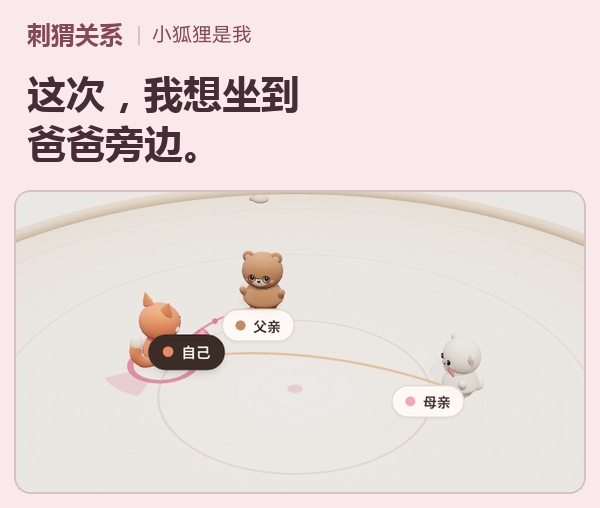 刺猬关系 | 小狐狸是我
这次，我想坐到
爸爸旁边。
父亲
自己
母亲